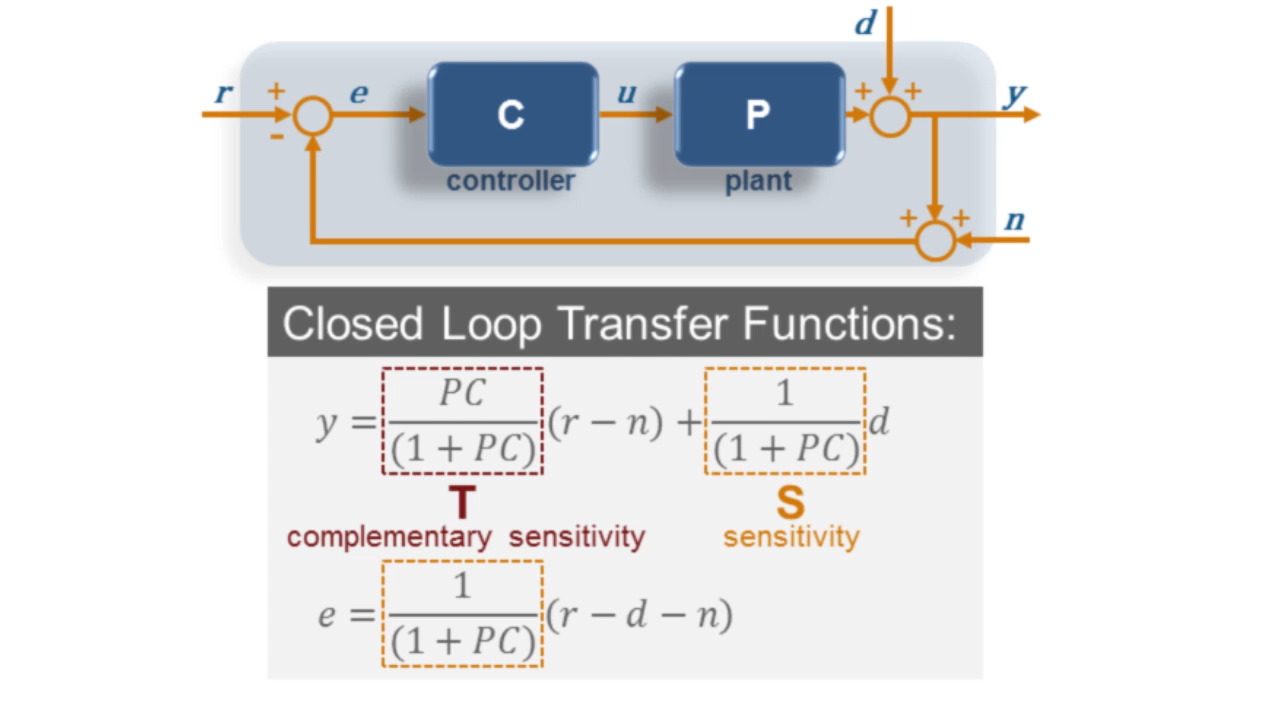 d
r + e C u P + + y
-
controller plant
+ + n
Closed Loop Transfer Functions:
y = PC/(1 + PC) (r − n) + 1/(1 + PC) d
T S
complementary sensitivity sensitivity
e = 1/(1 + PC) (r − d − n)